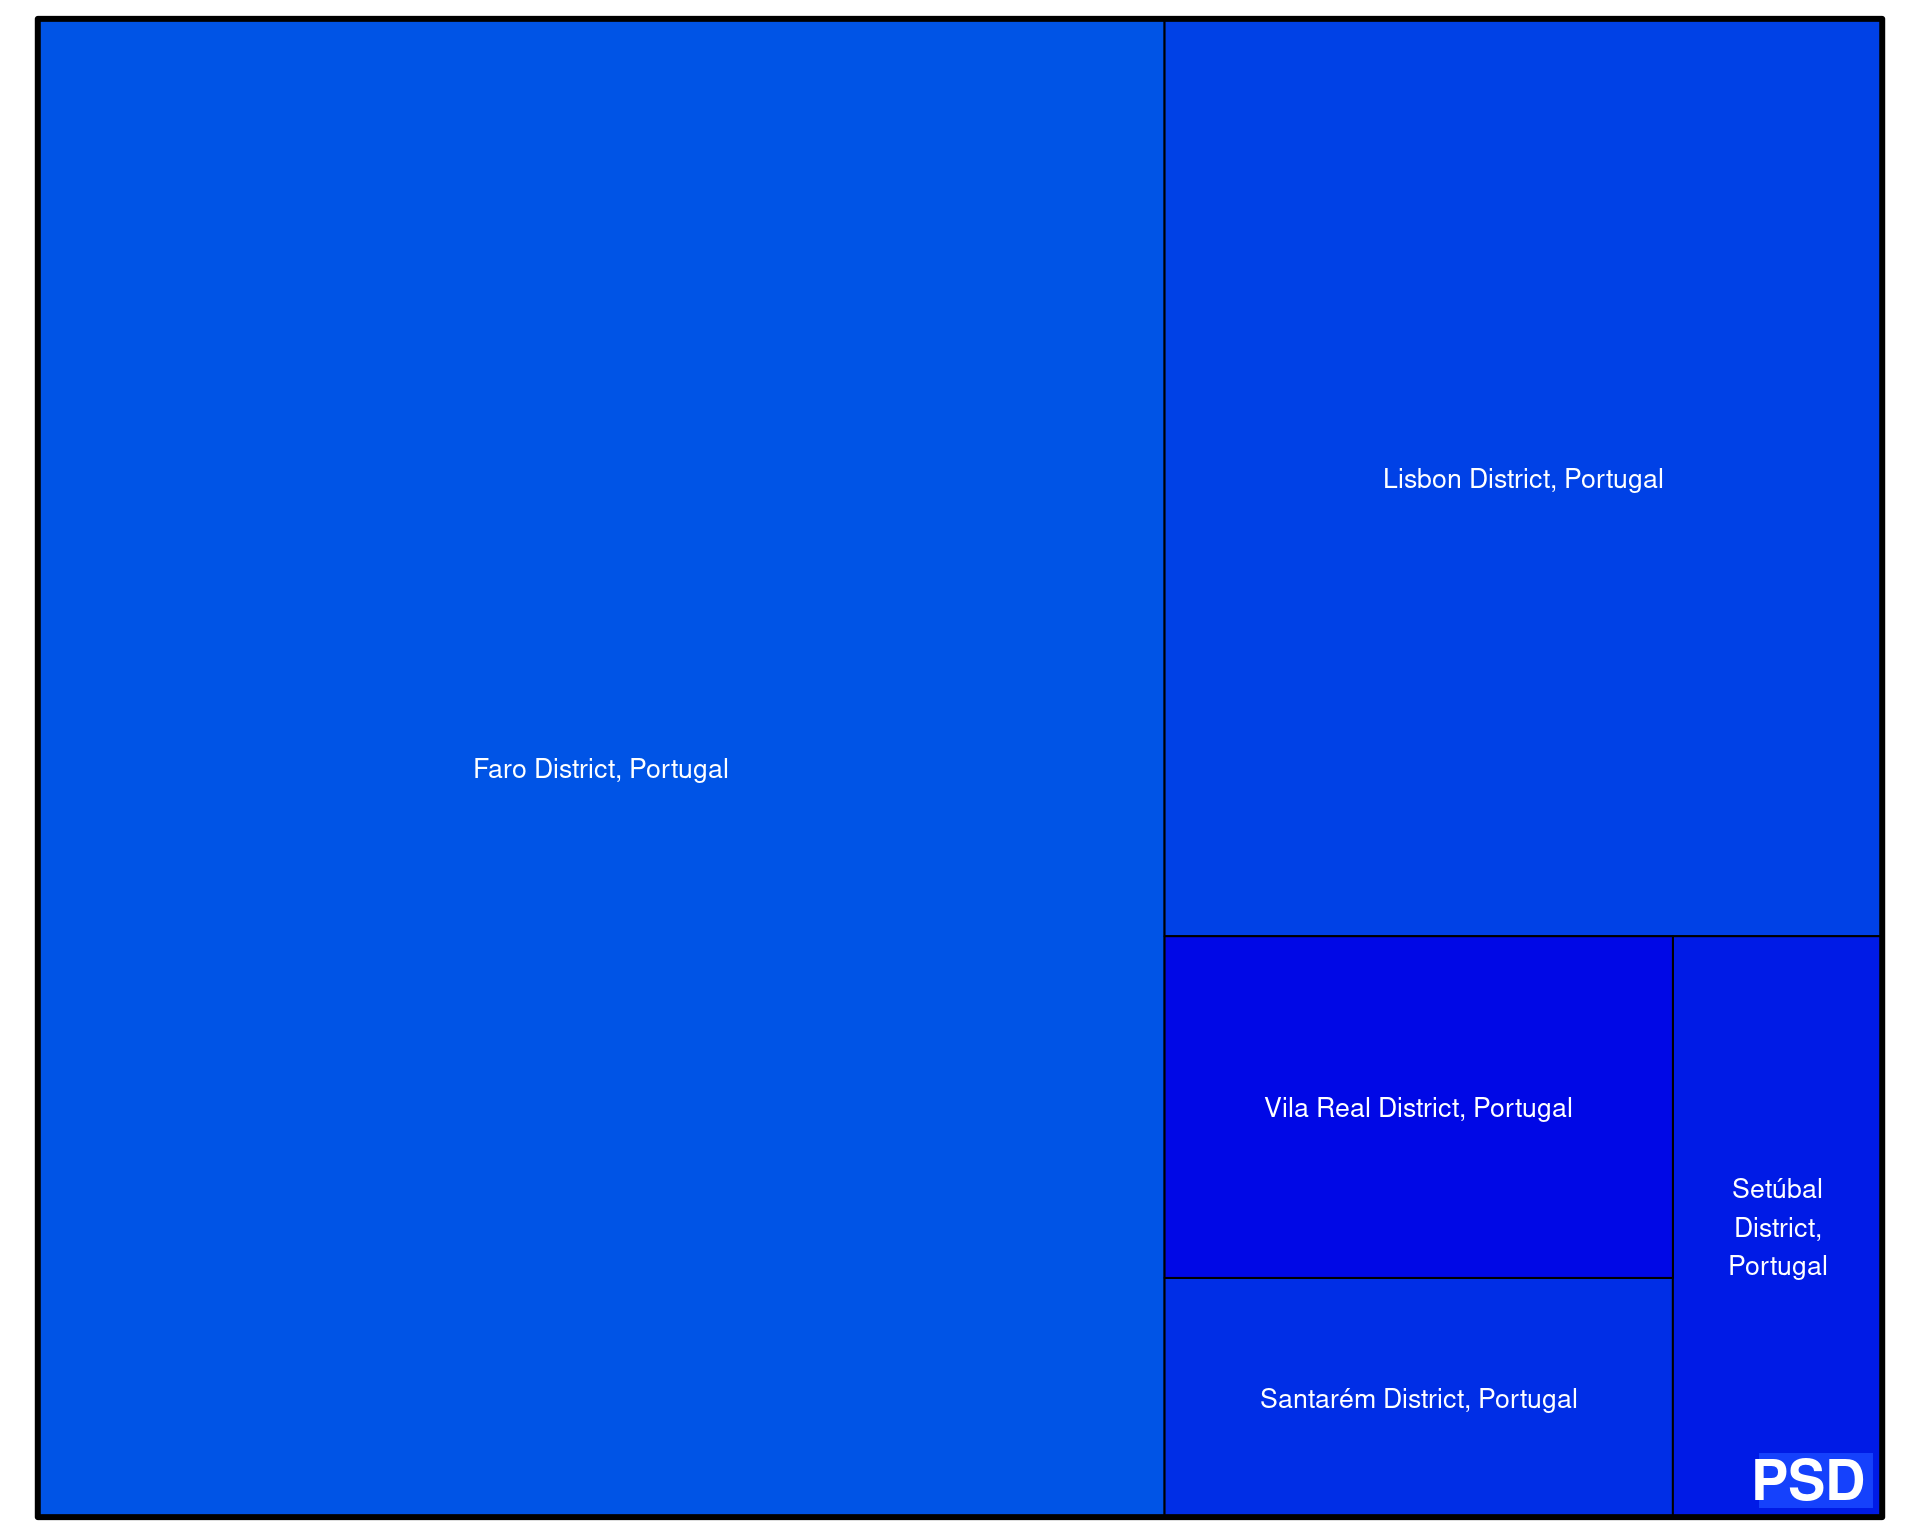 Faro District, Portugal
Lisbon District, Portugal
Vila Real District, Portugal
Setúbal
District,
Portugal
Santarém District, Portugal
PSD